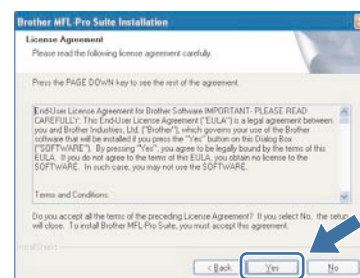 Brother MFL-Pro Suite Installation
License Agreement
Please read the following license agreement carefully.
Press the PAGE DOWN key to see the rest of the agreement.
End-User License Agreement for Brother Software IMPORTANT - PLEASE READ
CAREFULLY: This End-User License Agreement ("EULA") is a legal agreement between
you and Brother Industries, Ltd. ("Brother"), which governs your use of the Brother
software that will be installed if you press the "Yes" button on this Dialog Box
("SOFTWARE"). By pressing "Yes", you agree to be legally bound by the terms of this
EULA. If you do not agree to the terms of this EULA, you obtain no license to the
SOFTWARE. In such case, you may not use the SOFTWARE.
Terms and Conditions.
Do you accept all the terms of the preceding License Agreement? If you select No, the setup
will close. To install Brother MFL-Pro Suite, you must accept this agreement.
InstallShield
< Back Yes No